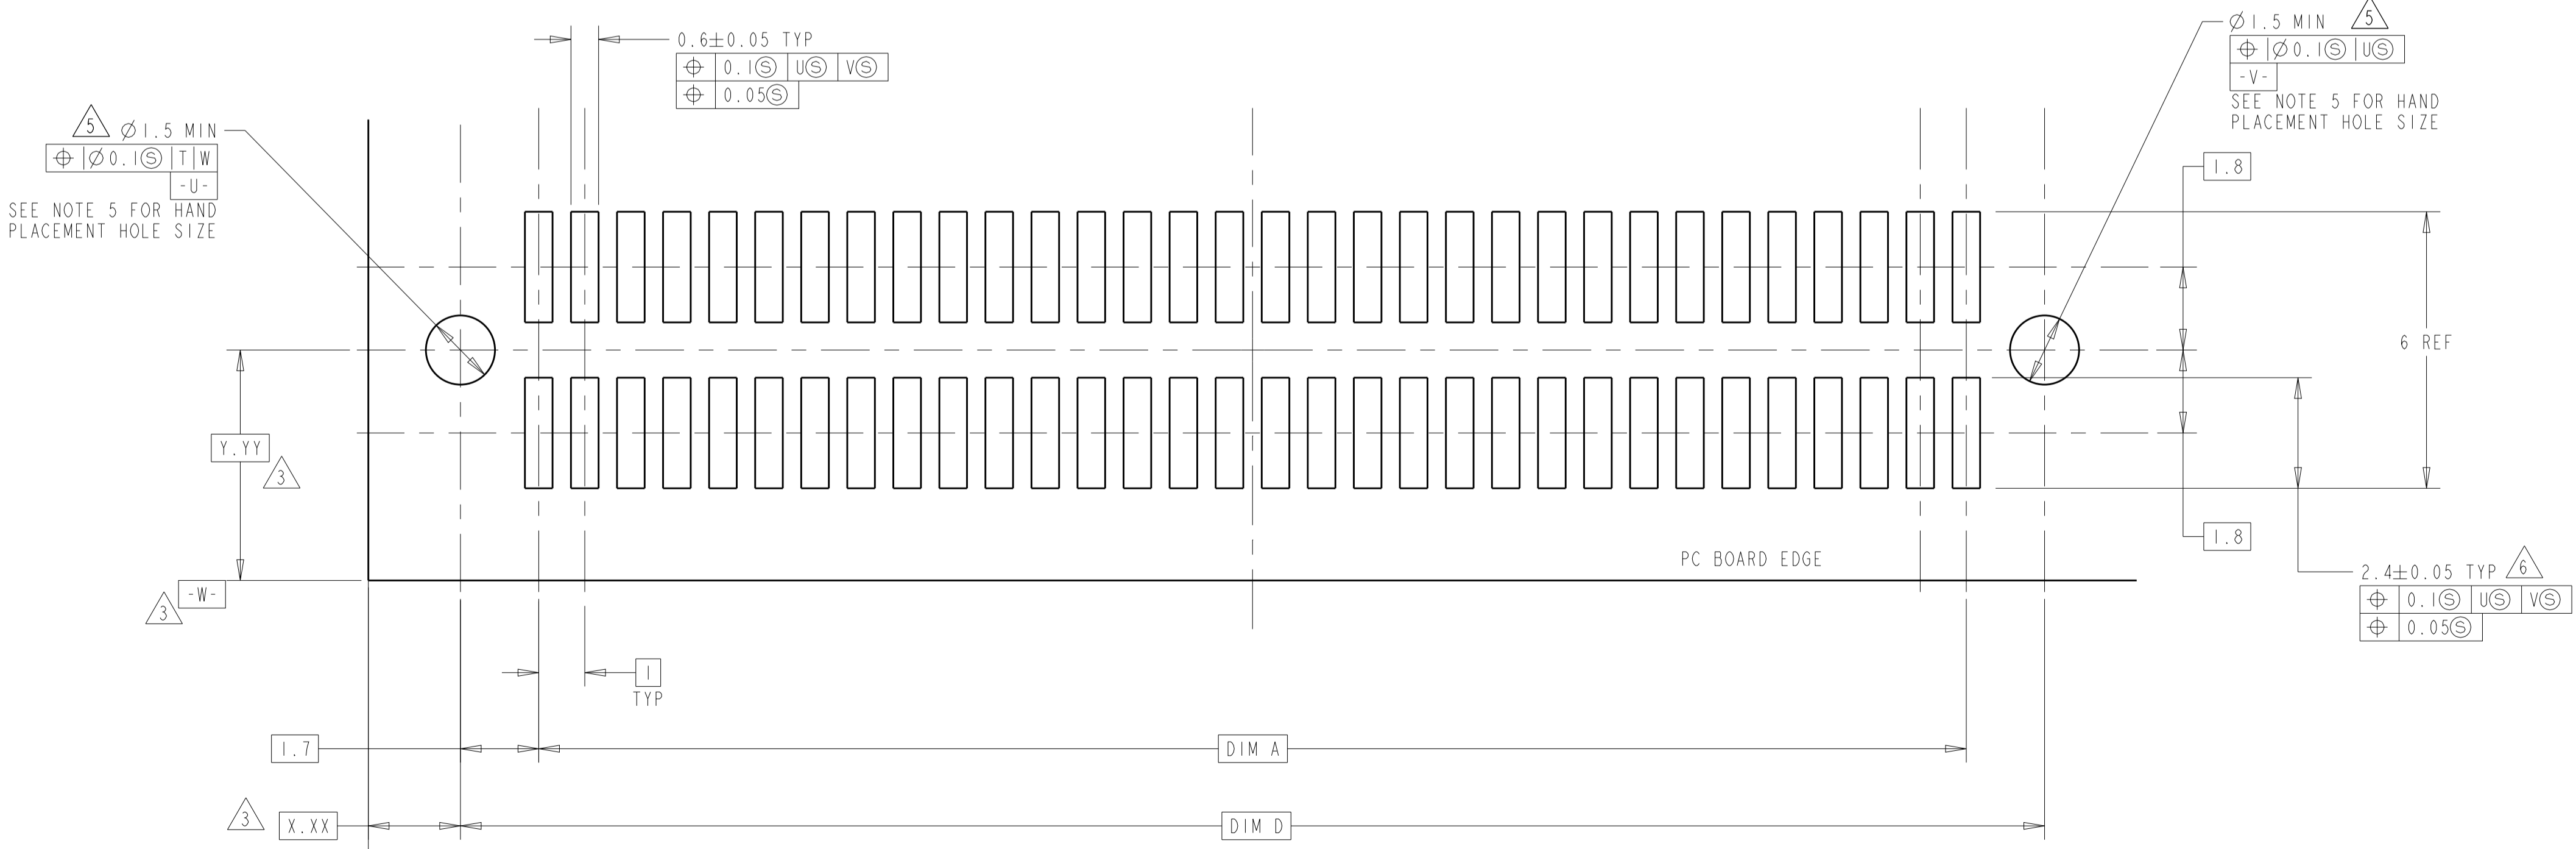 0.6±0.05 TYP
⌖ 0.1Ⓢ UⓈ VⓈ
⌖ 0.05Ⓢ
5 Ø1.5 MIN
⌖ Ø0.1Ⓢ T W
-U-
SEE NOTE 5 FOR HAND
PLACEMENT HOLE SIZE
Ø1.5 MIN 5
⌖ Ø0.1Ⓢ UⓈ
-V-
SEE NOTE 5 FOR HAND
PLACEMENT HOLE SIZE
1.8
6 REF
1.8
Y.YY
3
-W-
3
PC BOARD EDGE
2.4±0.05 TYP 6
⌖ 0.1Ⓢ UⓈ VⓈ
⌖ 0.05Ⓢ
1
TYP
1.7
DIM A
3 X.XX
DIM D